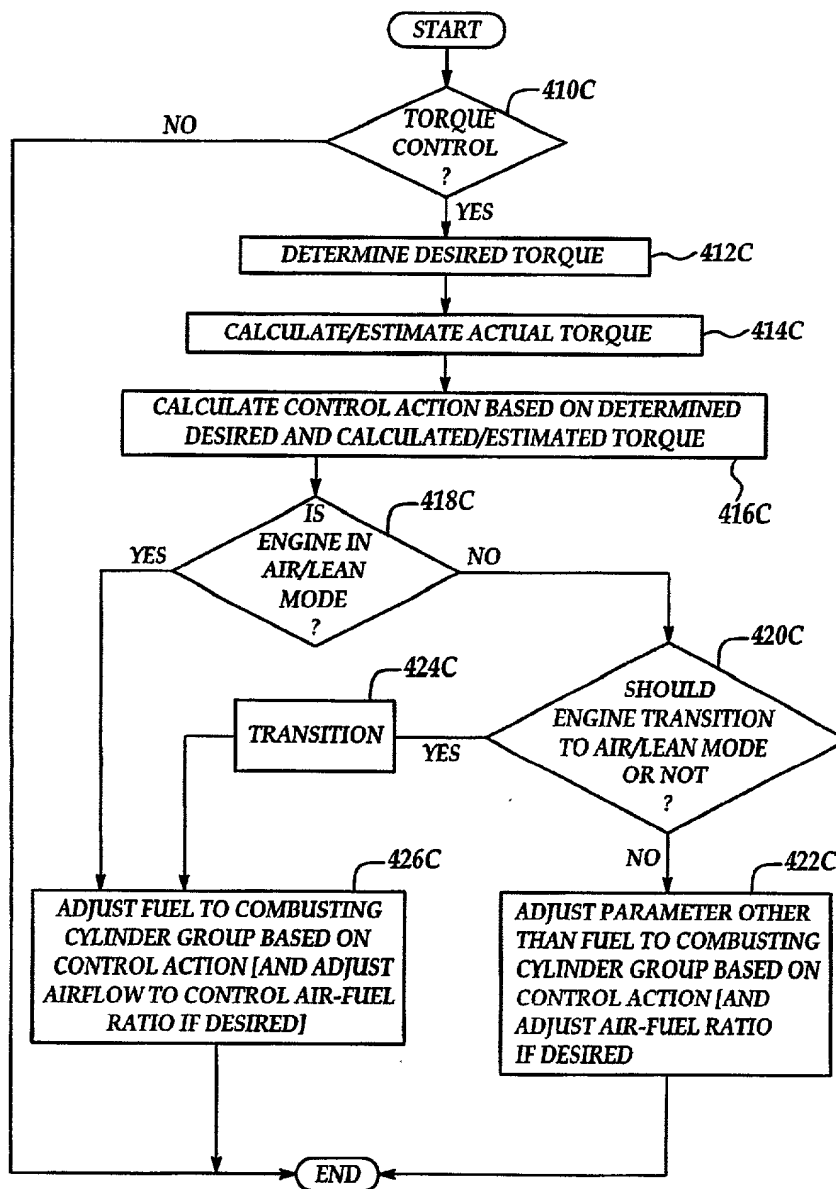 START
410C
NO
TORQUE
CONTROL
?
YES
DETERMINE DESIRED TORQUE
412C
CALCULATE/ESTIMATE ACTUAL TORQUE
414C
CALCULATE CONTROL ACTION BASED ON DETERMINED
DESIRED AND CALCULATED/ESTIMATED TORQUE
416C
418C
IS
ENGINE IN
AIR/LEAN
MODE
?
YES
NO
420C
424C
SHOULD
ENGINE TRANSITION
TO AIR/LEAN MODE
OR NOT
?
TRANSITION
YES
NO
426C
422C
ADJUST FUEL TO COMBUSTING
CYLINDER GROUP BASED ON
CONTROL ACTION [AND ADJUST
AIRFLOW TO CONTROL AIR-FUEL
RATIO IF DESIRED]
ADJUST PARAMETER OTHER
THAN FUEL TO COMBUSTING
CYLINDER GROUP BASED ON
CONTROL ACTION [AND
ADJUST AIR-FUEL RATIO
IF DESIRED
END